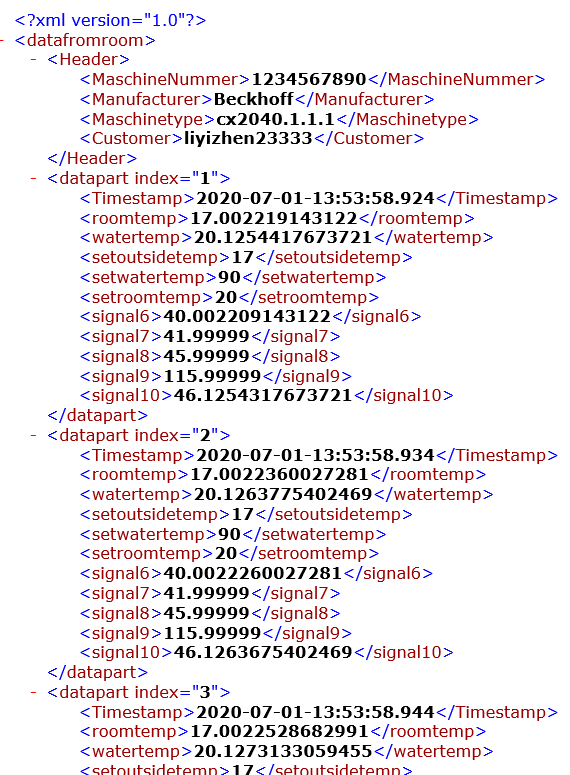 <?xml version="1.0"?>
- <datafromroom>
- <Header>
<MaschineNummer>1234567890</MaschineNummer>
<Manufacturer>Beckhoff</Manufacturer>
<Maschinetype>cx2040.1.1.1</Maschinetype>
<Customer>liyizhen23333</Customer>
</Header>
- <datapart index="1">
<Timestamp>2020-07-01-13:53:58.924</Timestamp>
<roomtemp>17.002219143122</roomtemp>
<watertemp>20.1254417673721</watertemp>
<setoutsidetemp>17</setoutsidetemp>
<setwatertemp>90</setwatertemp>
<setroomtemp>20</setroomtemp>
<signal6>40.002209143122</signal6>
<signal7>41.99999</signal7>
<signal8>45.99999</signal8>
<signal9>115.99999</signal9>
<signal10>46.1254317673721</signal10>
</datapart>
- <datapart index="2">
<Timestamp>2020-07-01-13:53:58.934</Timestamp>
<roomtemp>17.0022360027281</roomtemp>
<watertemp>20.1263775402469</watertemp>
<setoutsidetemp>17</setoutsidetemp>
<setwatertemp>90</setwatertemp>
<setroomtemp>20</setroomtemp>
<signal6>40.0022260027281</signal6>
<signal7>41.99999</signal7>
<signal8>45.99999</signal8>
<signal9>115.99999</signal9>
<signal10>46.1263675402469</signal10>
</datapart>
- <datapart index="3">
<Timestamp>2020-07-01-13:53:58.944</Timestamp>
<roomtemp>17.0022528682991</roomtemp>
<watertemp>20.1273133059455</watertemp>
<setoutsidetemp>17</setoutsidetemp>